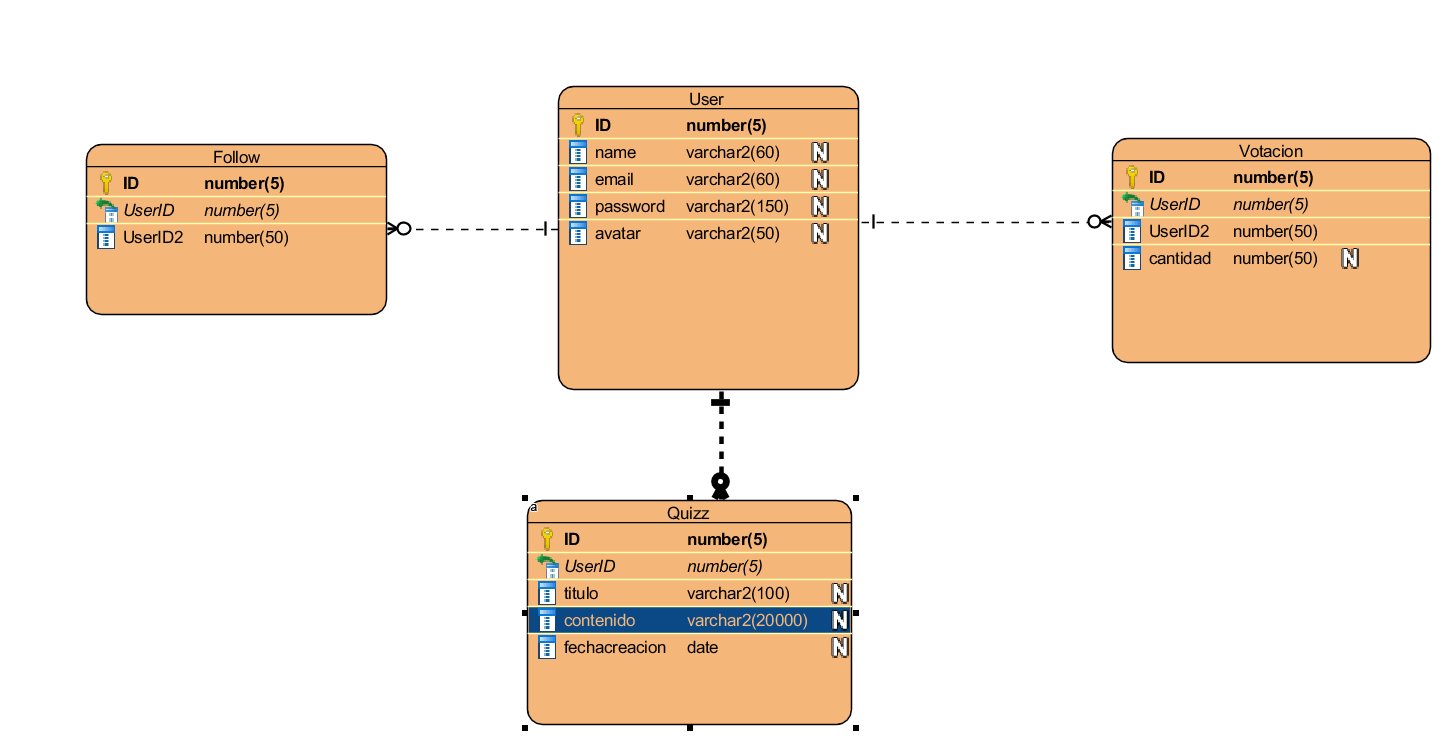 User
ID number(5)
name varchar2(60) N
email varchar2(60) N
password varchar2(150) N
avatar varchar2(50) N
Follow
ID number(5)
UserID number(5)
UserID2 number(50)
Votacion
ID number(5)
UserID number(5)
UserID2 number(50)
cantidad number(50) N
a
Quizz
ID number(5)
UserID number(5)
titulo varchar2(100) N
contenido varchar2(20000) N
fechacreacion date N